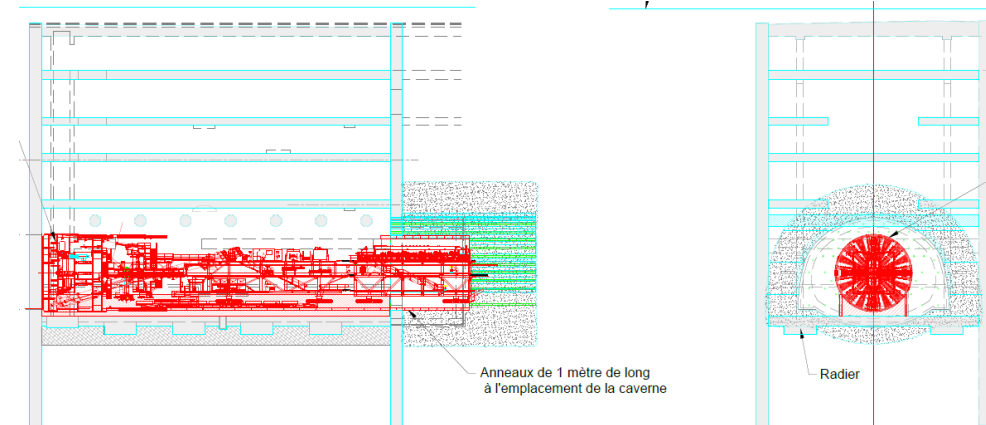 Anneaux de 1 mètre de long
à l'emplacement de la caverne
Radier